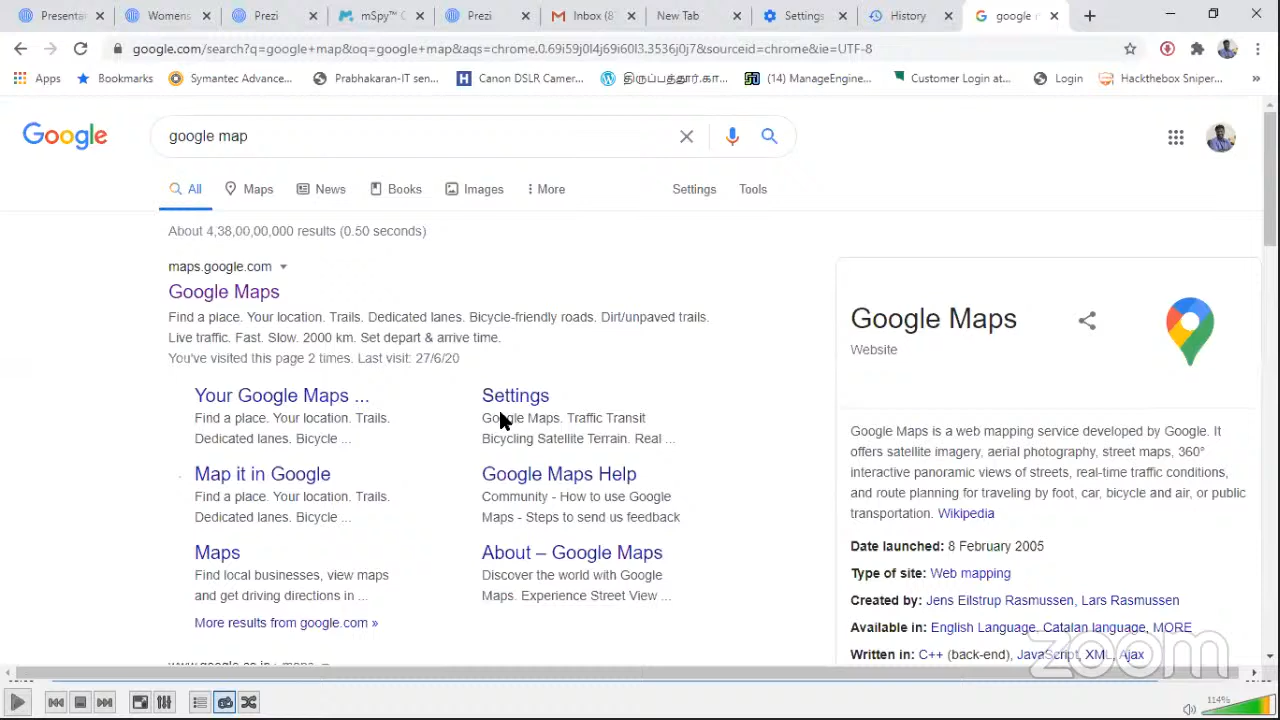 Presenta
Womens
Prezi
mSpy™ C
Prezi
Inbox (8
New Tab
Settings
History
google m
google.com/search?q=google+map&oq=google+map&aqs=chrome.0.69i59j0l4j69i60l3.3536j0j7&sourceid=chrome&ie=UTF-8
Apps
Bookmarks
Symantec Advance...
Prabhakaran-IT sen...
Canon DSLR Camer...
திருப்பத்தூர்.கா...
(14) ManageEngine...
Customer Login at...
Login
Hackthebox Sniper...
»
Google
google map
All
Maps
News
Books
Images
More
Settings
Tools
About 4,38,00,00,000 results (0.50 seconds)
maps.google.com
Google Maps
Find a place. Your location. Trails. Dedicated lanes. Bicycle-friendly roads. Dirt/unpaved trails.
Live traffic. Fast. Slow. 2000 km. Set depart & arrive time.
You've visited this page 2 times. Last visit: 27/6/20
Your Google Maps ...
Find a place. Your location. Trails.
Dedicated lanes. Bicycle ...
Settings
Google Maps. Traffic Transit
Bicycling Satellite Terrain. Real ...
Map it in Google
Find a place. Your location. Trails.
Dedicated lanes. Bicycle ...
Google Maps Help
Community - How to use Google
Maps - Steps to send us feedback
Maps
Find local businesses, view maps
and get driving directions in ...
About – Google Maps
Discover the world with Google
Maps. Experience Street View ...
More results from google.com »
Google Maps
Website
Google Maps is a web mapping service developed by Google. It
offers satellite imagery, aerial photography, street maps, 360°
interactive panoramic views of streets, real-time traffic conditions,
and route planning for traveling by foot, car, bicycle and air, or public
transportation. Wikipedia
Date launched: 8 February 2005
Type of site: Web mapping
Created by: Jens Eilstrup Rasmussen, Lars Rasmussen
Available in: English Language, Catalan language, MORE
Written in: C++ (back-end), JavaScript, XML, Ajax
zoom
114%